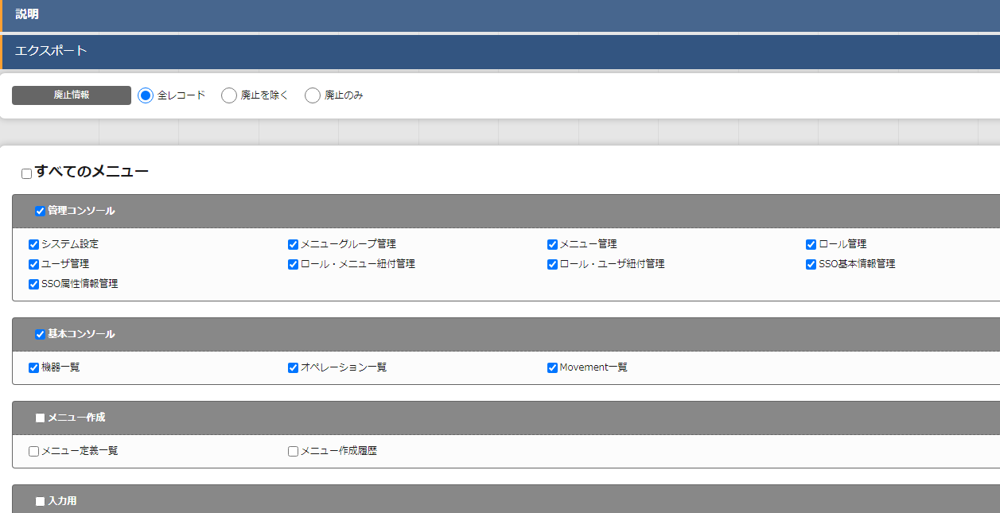 説明
エクスポート
廃止情報 全レコード 廃止を除く 廃止のみ
すべてのメニュー
管理コンソール
システム設定 メニューグループ管理 メニュー管理 ロール管理
ユーザ管理 ロール・メニュー紐付管理 ロール・ユーザ紐付管理 SSO基本情報管理
SSO属性情報管理
基本コンソール
機器一覧 オペレーション一覧 Movement一覧
メニュー作成
メニュー定義一覧 メニュー作成履歴
入力用